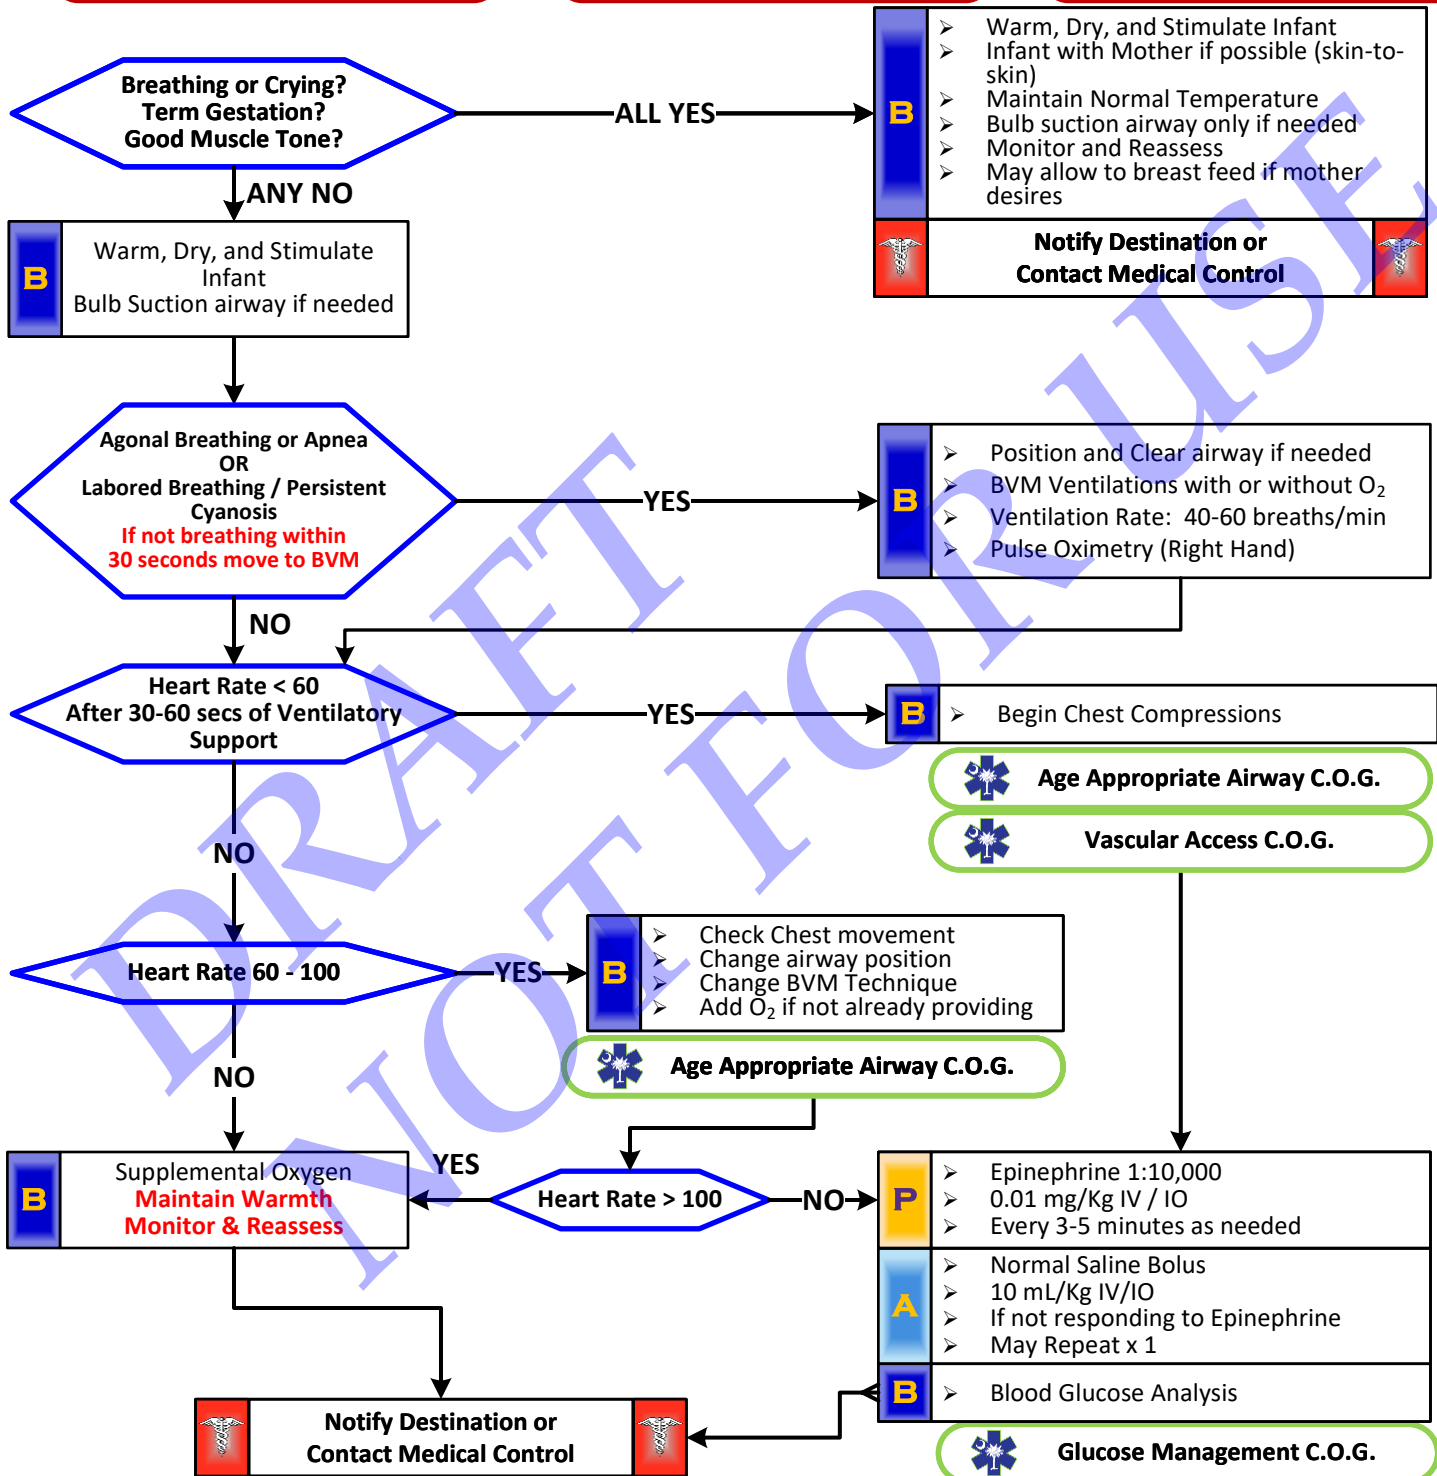 Breathing or Crying?
Term Gestation?
Good Muscle Tone?
ALL YES
➢ Warm, Dry, and Stimulate Infant
➢ Infant with Mother if possible (skin-to-
skin)
➢ Maintain Normal Temperature
➢ Bulb suction airway only if needed
➢ Monitor and Reassess
➢ May allow to breast feed if mother
desires
B
Notify Destination or
Contact Medical Control
ANY NO
B
Warm, Dry, and Stimulate
Infant
Bulb Suction airway if needed
Agonal Breathing or Apnea
OR
Labored Breathing / Persistent
Cyanosis
If not breathing within
30 seconds move to BVM
YES
B
➢ Position and Clear airway if needed
➢ BVM Ventilations with or without O₂
➢ Ventilation Rate: 40-60 breaths/min
➢ Pulse Oximetry (Right Hand)
NO
Heart Rate < 60
After 30-60 secs of Ventilatory
Support
YES
B
➢ Begin Chest Compressions
Age Appropriate Airway C.O.G.
Vascular Access C.O.G.
NO
Heart Rate 60 - 100
YES
B
➢ Check Chest movement
➢ Change airway position
➢ Change BVM Technique
➢ Add O₂ if not already providing
Age Appropriate Airway C.O.G.
NO
B
Supplemental Oxygen
Maintain Warmth
Monitor & Reassess
YES
Heart Rate > 100
NO
P
➢ Epinephrine 1:10,000
➢ 0.01 mg/Kg IV / IO
➢ Every 3-5 minutes as needed
A
➢ Normal Saline Bolus
➢ 10 mL/Kg IV/IO
➢ If not responding to Epinephrine
➢ May Repeat x 1
B
➢ Blood Glucose Analysis
Glucose Management C.O.G.
Notify Destination or
Contact Medical Control
DRAFT
NOT FOR USE